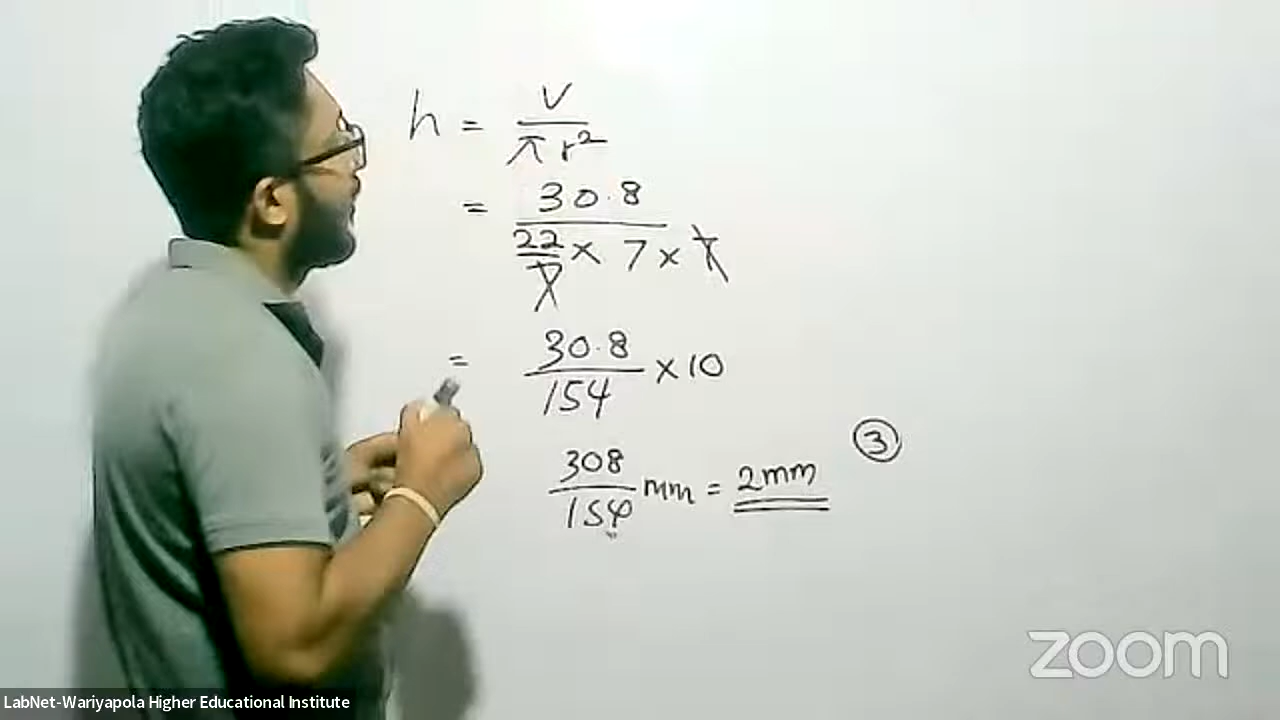 h = V / π r²
= 30.8 / 22/7 × 7 × 7
= 30.8 / 154 × 10
308 / 154 mm = 2mm
③
zoom
LabNet-Wariyapola Higher Educational Institute